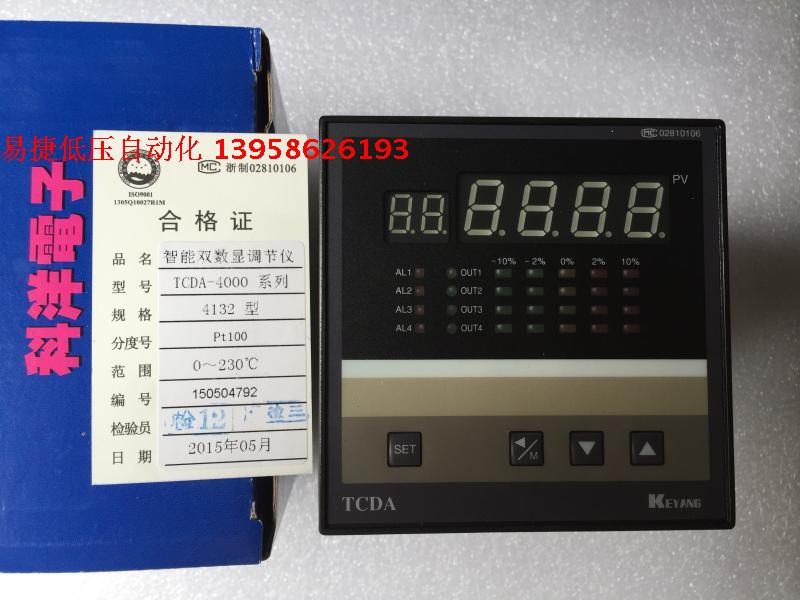 易捷低压自动化 13958626193
科洋電子
ISO9001
1305Q10027R1M
MC 浙制02810106
合格证
品名 智能双数显调节仪
型号 TCDA-4000 系列
规格 4132 型
分度号 Pt100
范围 0～230℃
编号 150504792
检验员 检12
日期 2015年05月
MC 02810106
PV
-10% -2% 0% 2% 10%
AL1 OUT1
AL2 OUT2
AL3 OUT3
AL4 OUT4
SET
M
TCDA
KEYANG